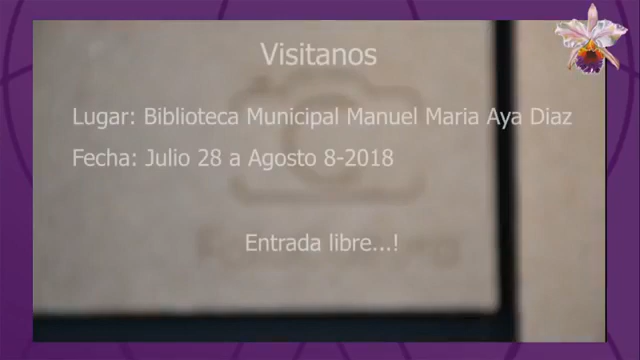 Visitanos
Lugar: Biblioteca Municipal Manuel Maria Aya Diaz
Fecha: Julio 28 a Agosto 8-2018
Entrada libre...!